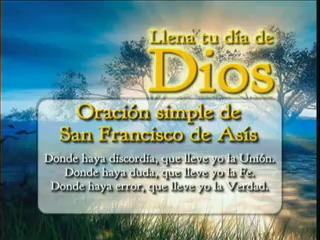 Llena tu día de
Dios
Oración simple de
San Francisco de Asís
Donde haya discordia, que lleve yo la Unión.
Donde haya duda, que lleve yo la Fe.
Donde haya error, que lleve yo la Verdad.